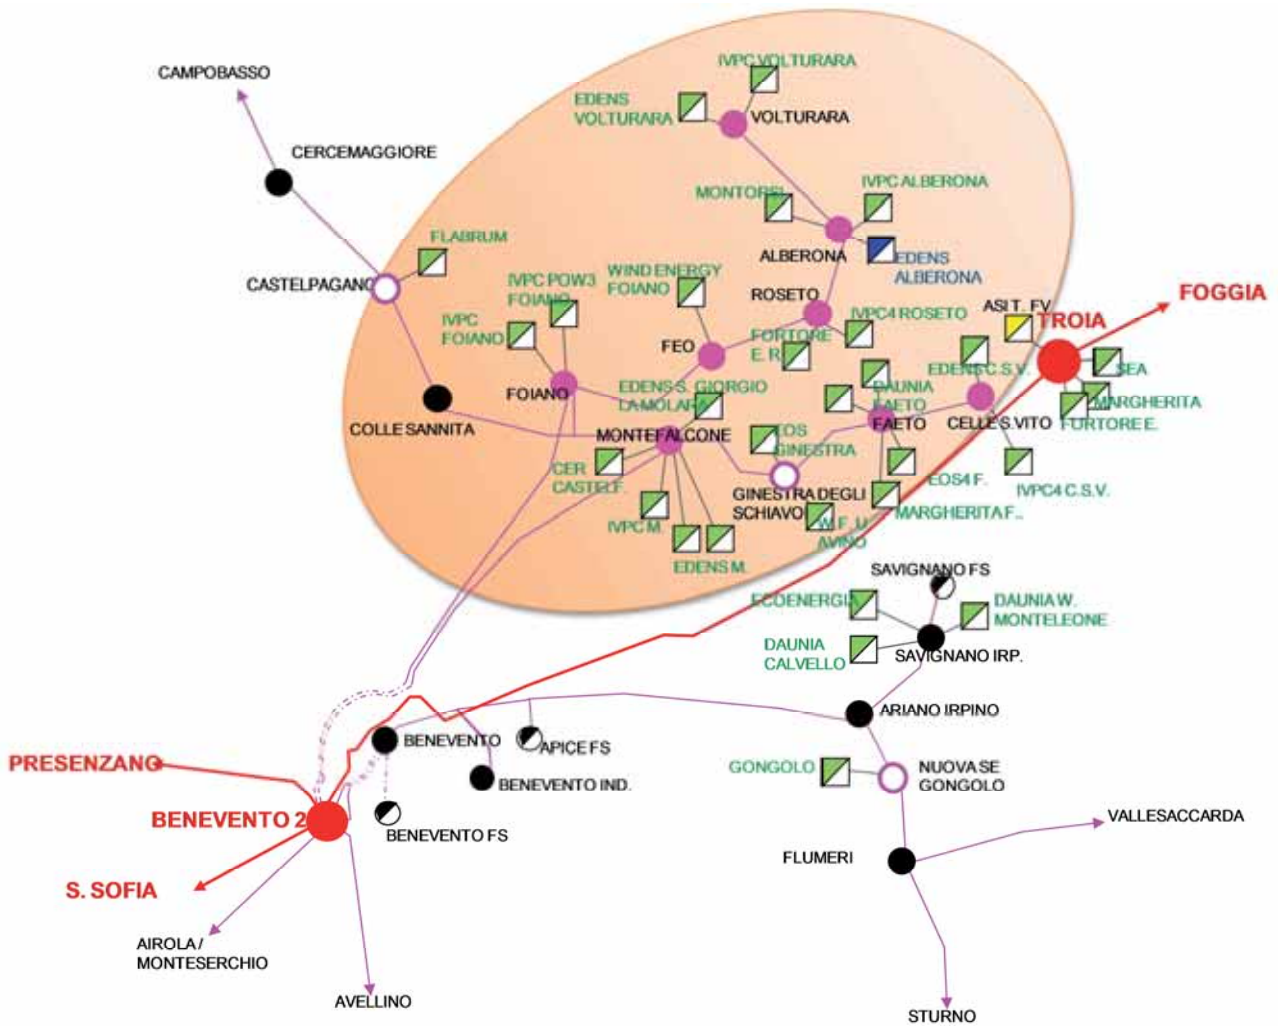 CAMPOBASSO
IVPC VOLTURARA
EDENS
VOLTURARA
VOLTURARA
CERCEMAGGIORE
IVPC ALBERONA
FLABRUM
ALBERONA
EDENS
ALBERONA
CASTELPAGANO
IVPC POW3
FOIANO
WIND ENERGY
FOIANO
ROSETO
FOGGIA
IVPC
FOIANO
IVPC4 ROSETO
ASI T. FV
TROIA
FEO
FORTORE
E. R
FOIANO
EDENS S. GIORGIO
LA MOLARA
DAUNIA
FAETO
EDENS C.S.V.
SEA
MARGHERITA
FORTORE E.
COLLE SANNITA
MONTEFALCONE
EOS
GINESTRA
FAETO
CELLE S. VITO
CER
CASTELF.
GINESTRA DEGLI
SCHIAVO
EOS4 F.
IVPC4 C.S.V.
IVPC M.
W. F. U
AVINO
MARGHERITA F..
EDENS M.
SAVIGNANO FS
ECOENERGIA
DAUNIA W.
MONTELEONE
DAUNIA
CALVELLO
SAVIGNANO IRP.
ARIANO IRPINO
BENEVENTO
APICE FS
PRESENZANO
BENEVENTO IND.
GONGOLO
NUOVA SE
GONGOLO
BENEVENTO 2
BENEVENTO FS
VALLESACCARDA
FLUMERI
S. SOFIA
AIROLA /
MONTESERCHIO
AVELLINO
STURNO